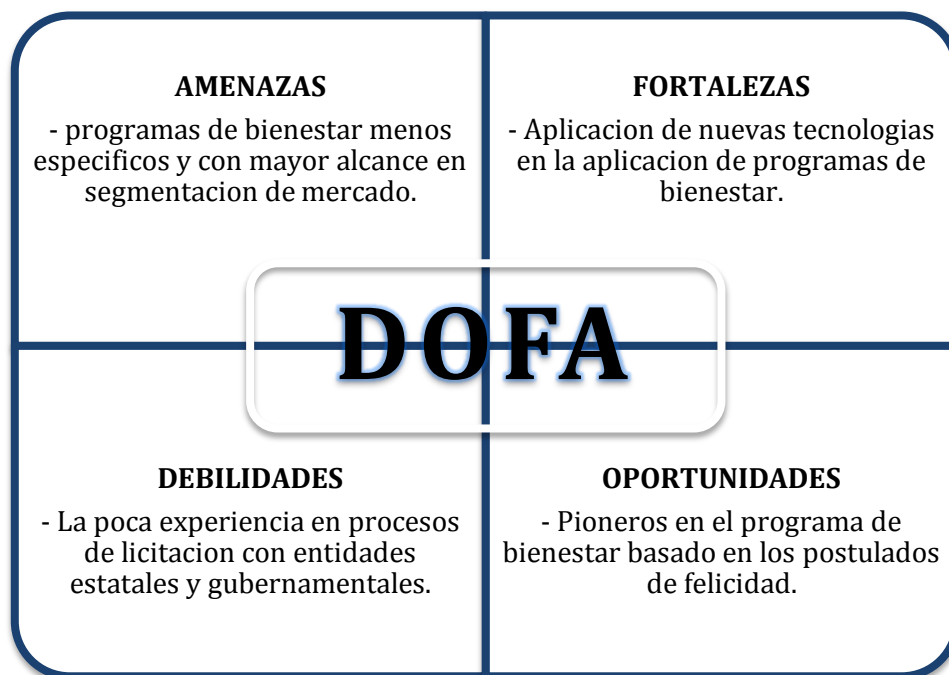 AMENAZAS
- programas de bienestar menos
especificos y con mayor alcance en
segmentacion de mercado.
FORTALEZAS
- Aplicacion de nuevas tecnologias
en la aplicacion de programas de
bienestar.
DOFA
DEBILIDADES
- La poca experiencia en procesos
de licitacion con entidades
estatales y gubernamentales.
OPORTUNIDADES
- Pioneros en el programa de
bienestar basado en los postulados
de felicidad.